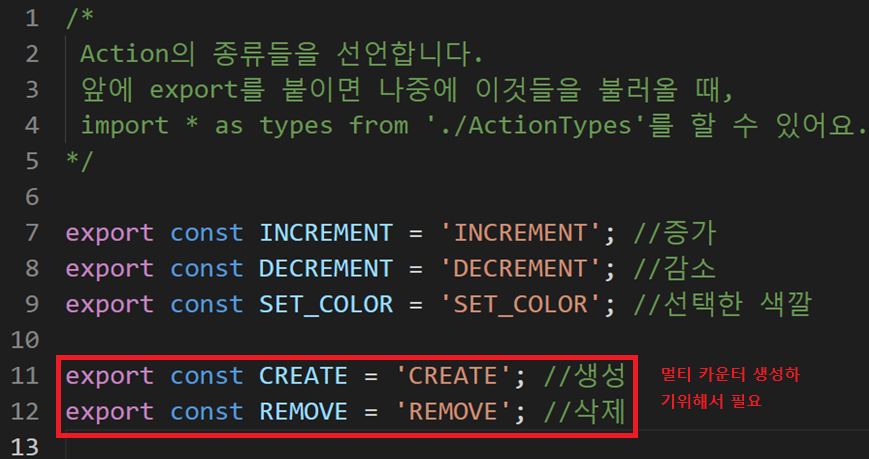 1 /*
2 Action의 종류들을 선언합니다.
3 앞에 export를 붙이면 나중에 이것들을 불러올 때,
4 import * as types from './ActionTypes'를 할 수 있어요.
5 */
6
7 export const INCREMENT = 'INCREMENT'; //증가
8 export const DECREMENT = 'DECREMENT'; //감소
9 export const SET_COLOR = 'SET_COLOR'; //선택한 색깔
10
11 export const CREATE = 'CREATE'; //생성
12 export const REMOVE = 'REMOVE'; //삭제
멀티 카운터 생성하
기위해서 필요
13